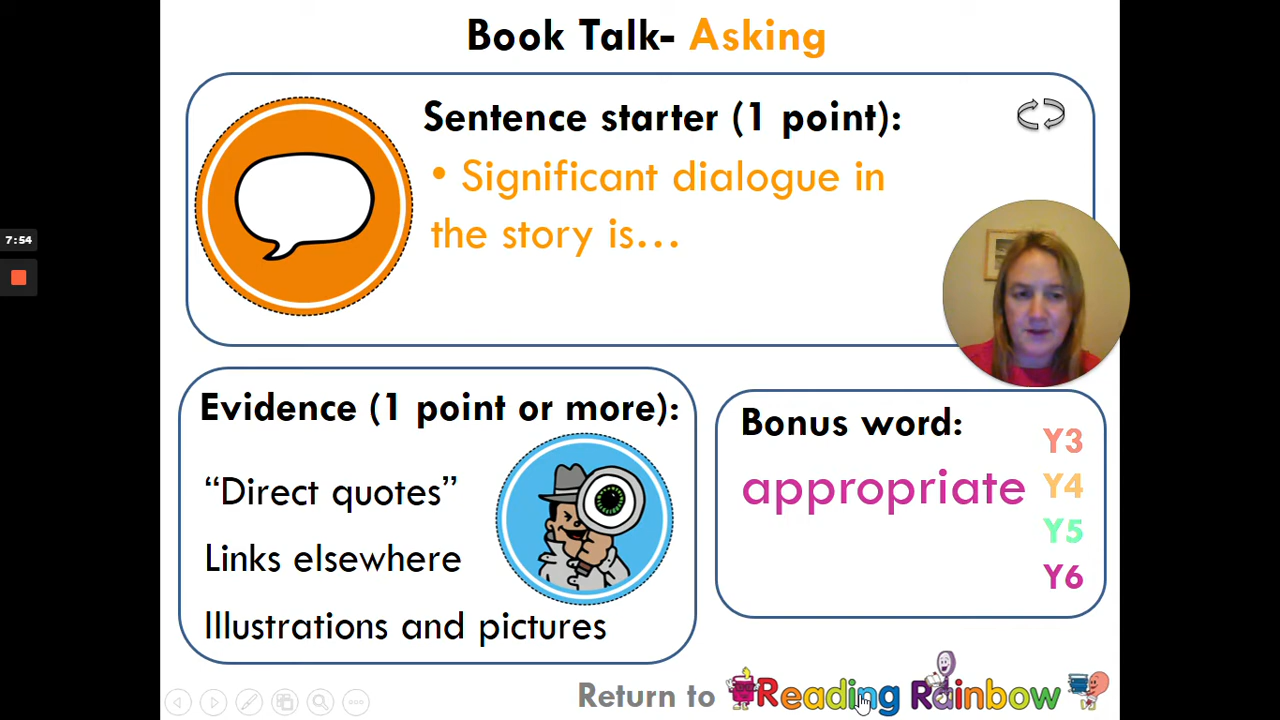 Book Talk- Asking
Sentence starter (1 point):
• Significant dialogue in
the story is...
7:54
Evidence (1 point or more):
“Direct quotes”
Links elsewhere
Illustrations and pictures
Bonus word:
appropriate
Y3
Y4
Y5
Y6
Return to Reading Rainbow